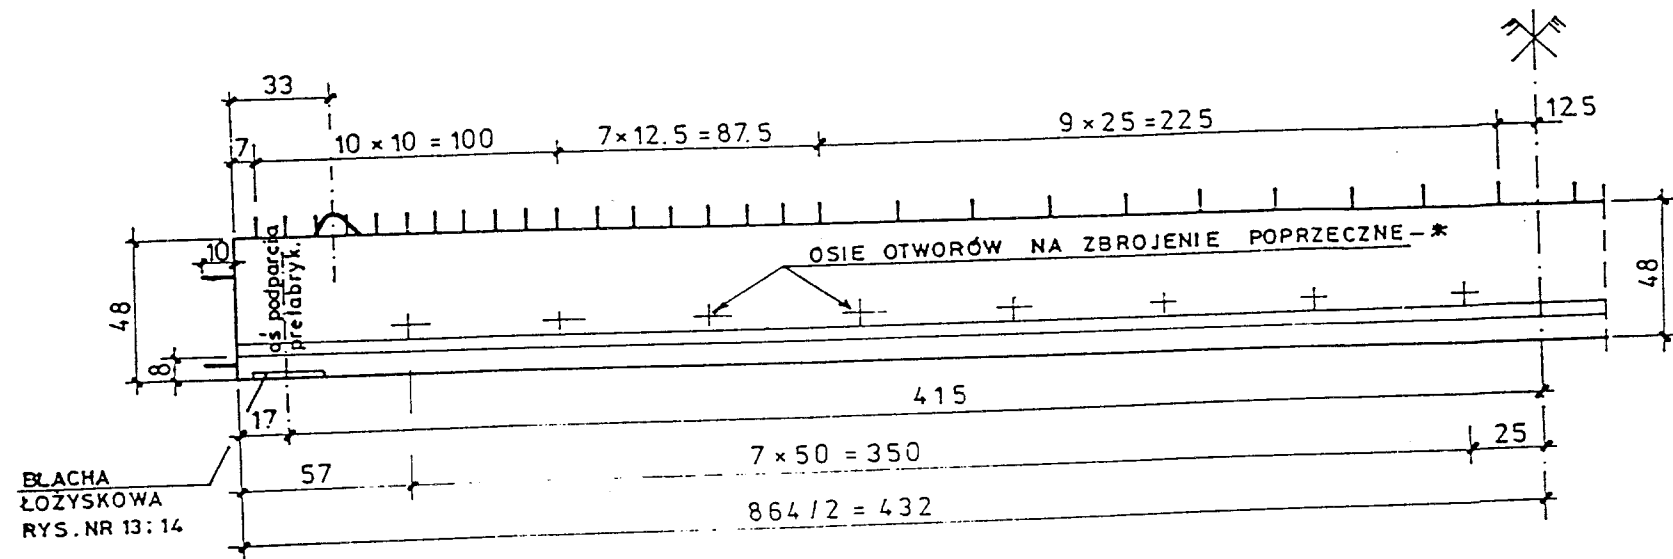 33
12.5
7
10 × 10 = 100
7×12.5 = 87.5
9 × 25 = 225
10
oś podparcia
prefabryk.
OSIE OTWORÓW NA ZBROJENIE POPRZECZNE-*
48
48
8
17
415
57
7 × 50 = 350
25
864/2 = 432
BLACHA
ŁOŻYSKOWA
RYS. NR 13:14